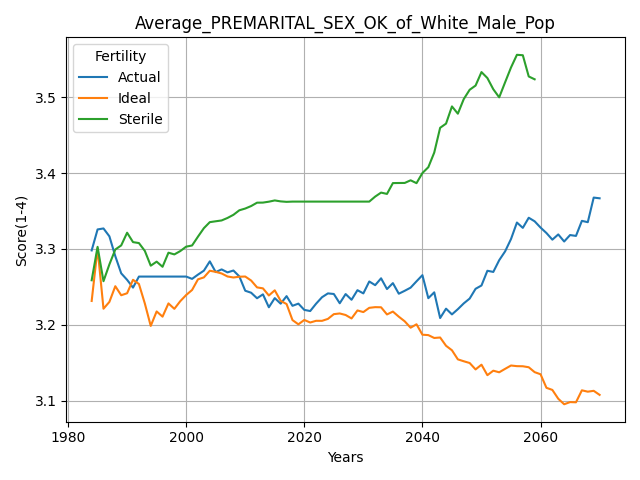 Average_PREMARITAL_SEX_OK_of_White_Male_Pop
Fertility
Actual
Ideal
Sterile
Score(1-4)
3.5
3.4
3.3
3.2
3.1
1980 2000 2020 2040 2060
Years